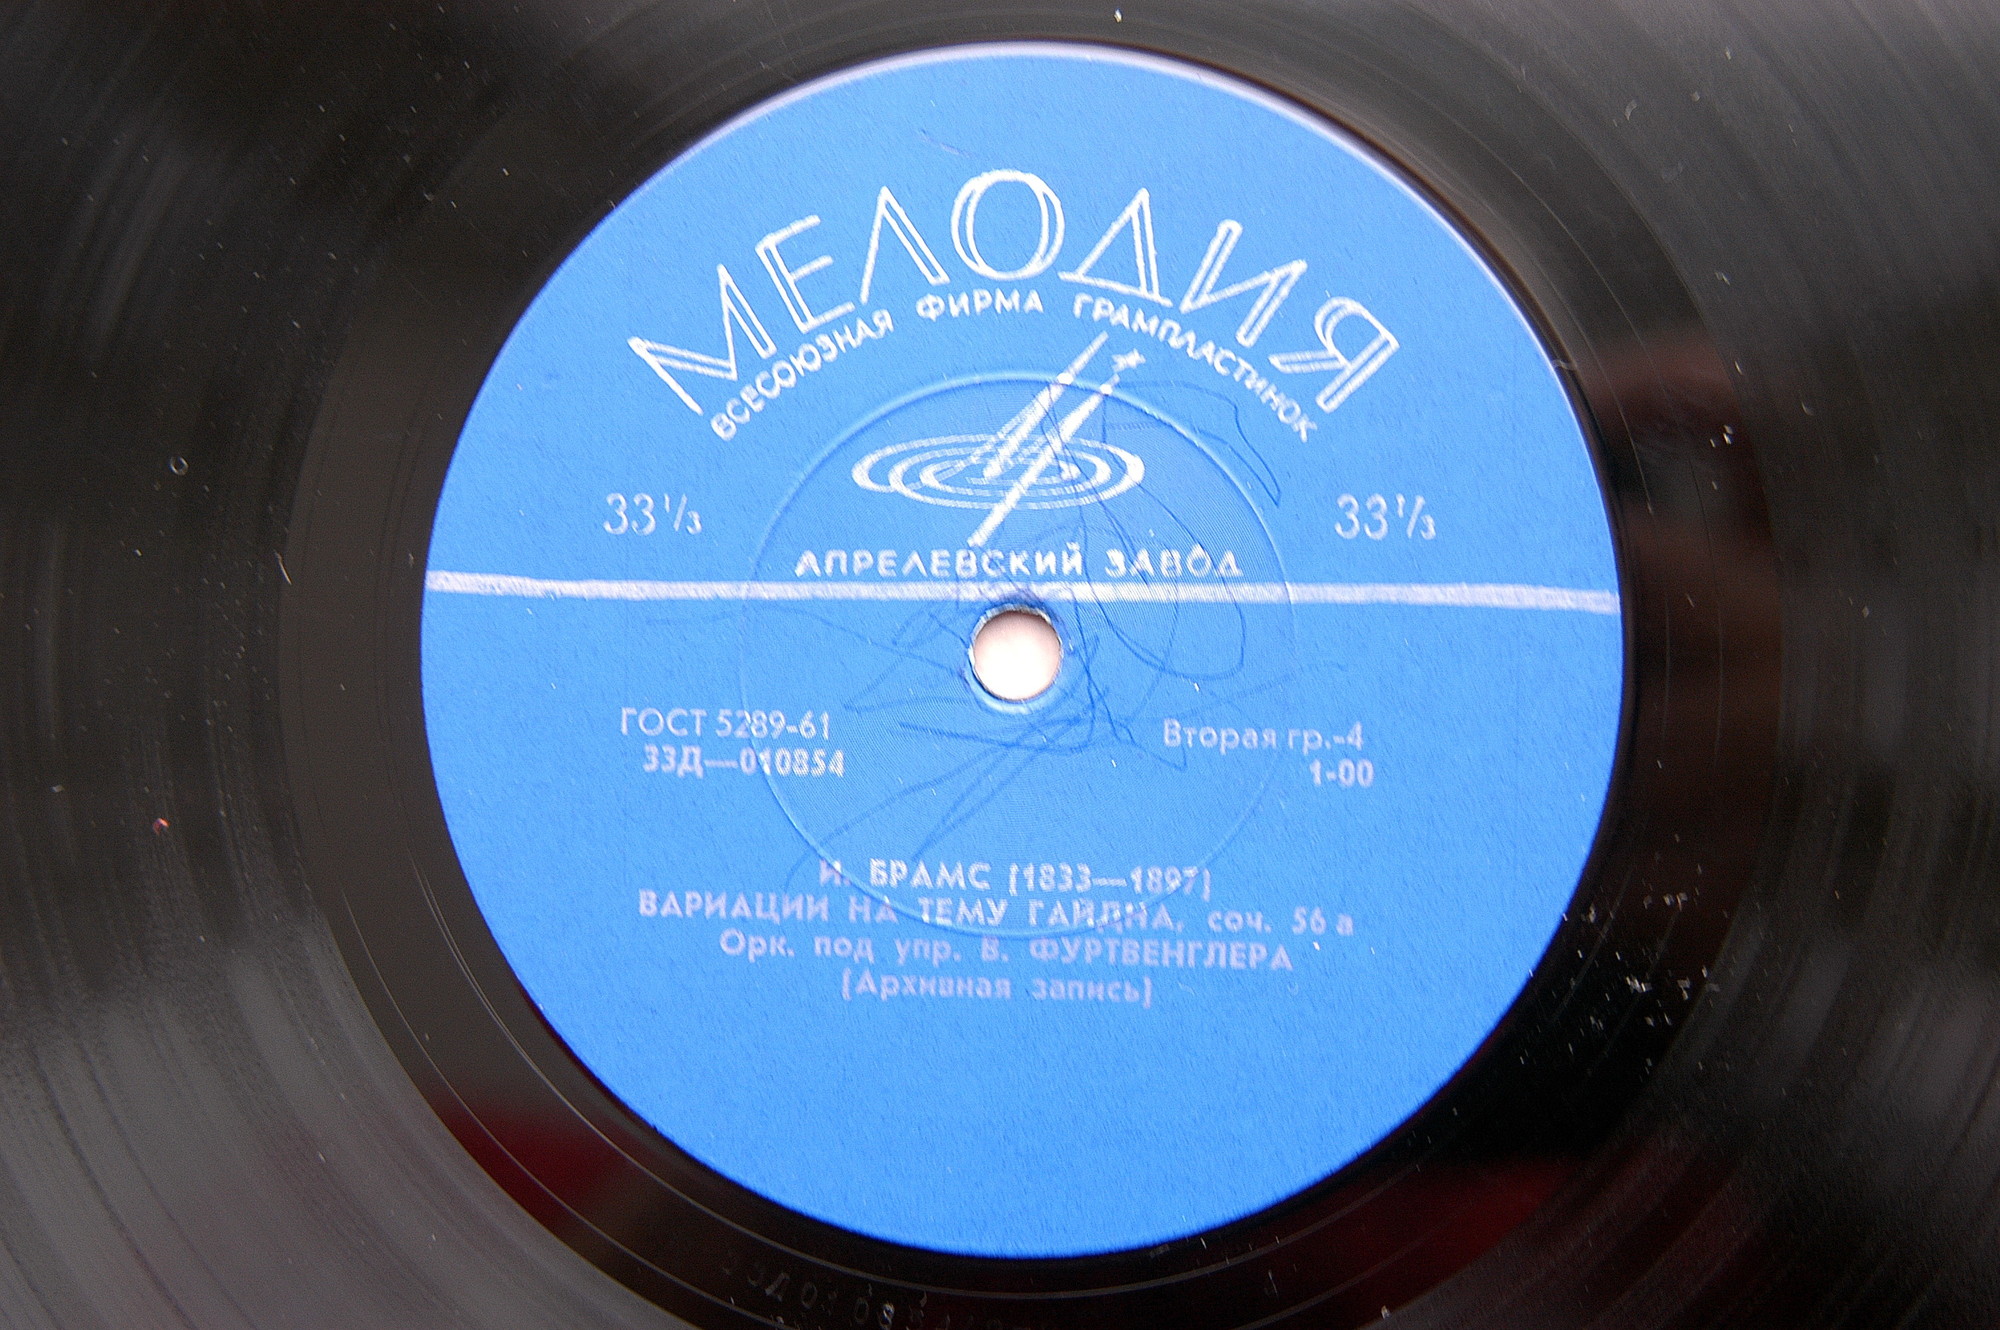 МЕЛОДИЯ
ВСЕСОЮЗНАЯ ФИРМА ГРАМПЛАСТИНОК
33⅓ 33⅓
АПРЕЛЕВСКИЙ ЗАВОД
ГОСТ 5289-61 Вторая гр.-4
33Д—010854 1-00
И. БРАМС (1833—1897)
ВАРИАЦИИ НА ТЕМУ ГАЙДНА, соч. 56 а
Орк. под упр. В. ФУРТВЕНГЛЕРА
(Архивная запись)